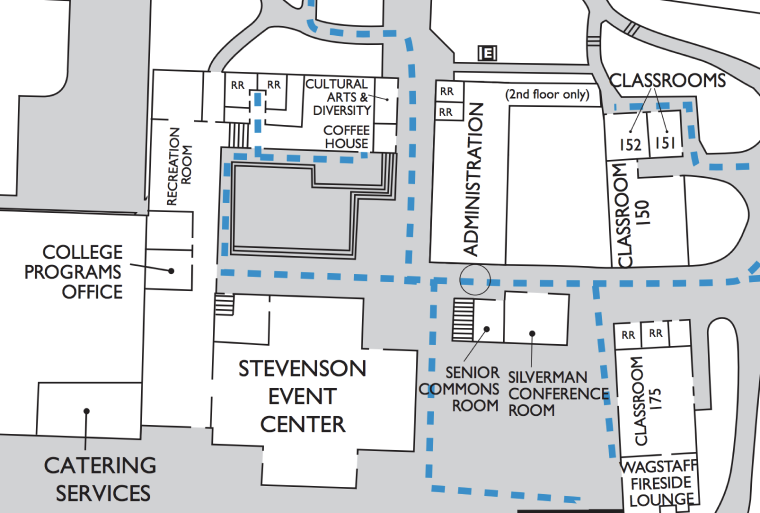 E
RR
RR
CULTURAL
ARTS &
DIVERSITY
COFFEE
HOUSE
RECREATION
ROOM
RR
RR
(2nd floor only)
ADMINISTRATION
CLASSROOMS
152
151
CLASSROOM
150
COLLEGE
PROGRAMS
OFFICE
STEVENSON
EVENT
CENTER
SENIOR
COMMONS
ROOM
SILVERMAN
CONFERENCE
ROOM
RR
RR
CLASSROOM
175
WAGSTAFF
FIRESIDE
LOUNGE
CATERING
SERVICES